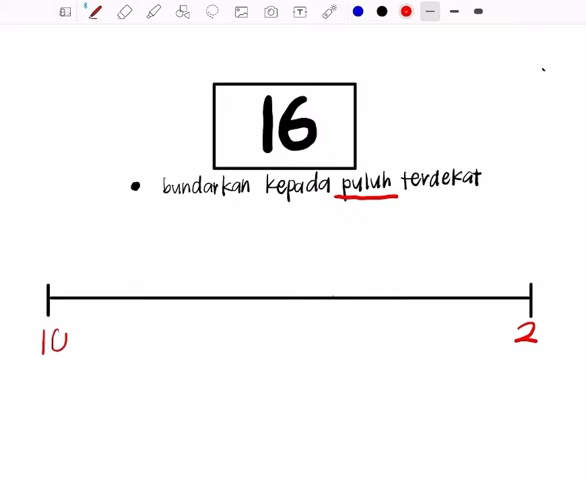 16
• bundarkan kepada puluh terdekat
10 2